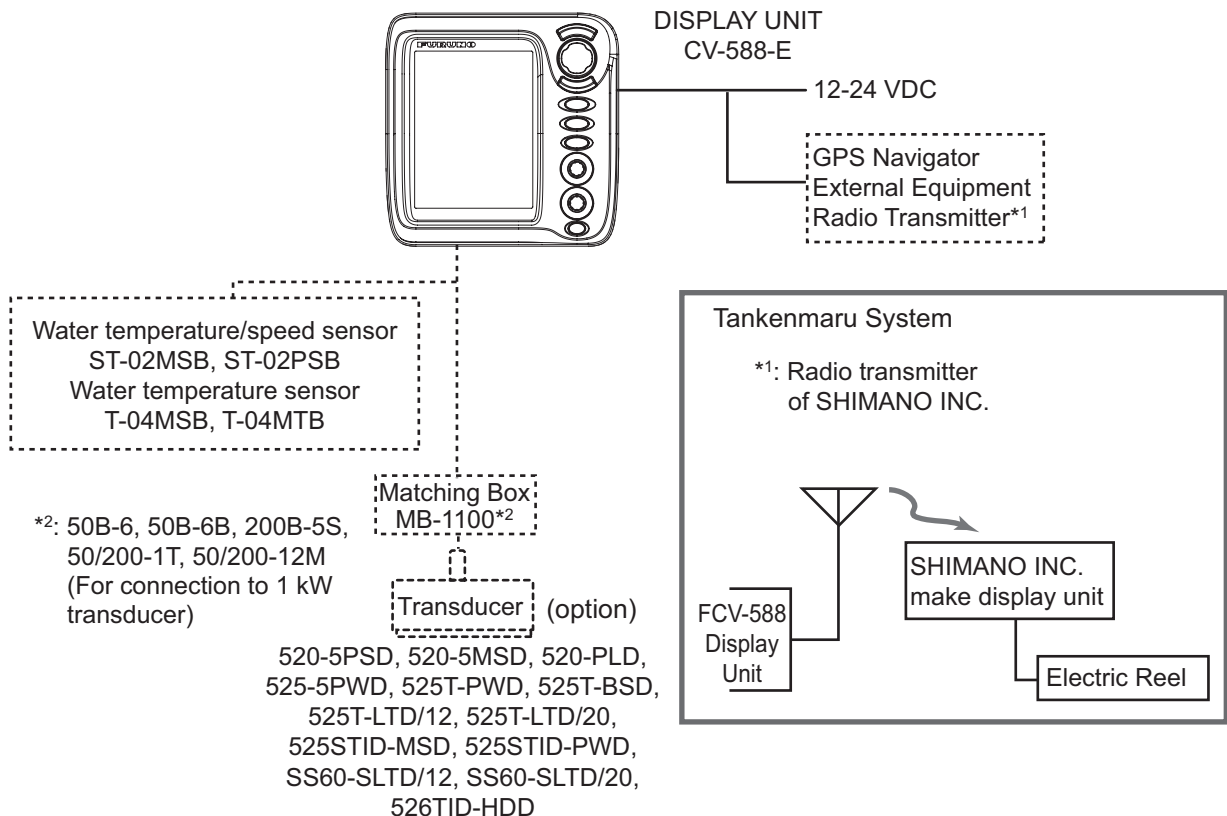 FURUNO
DISPLAY UNIT
CV-588-E
12-24 VDC
GPS Navigator
External Equipment
Radio Transmitter*1
Water temperature/speed sensor
ST-02MSB, ST-02PSB
Water temperature sensor
T-04MSB, T-04MTB
Matching Box
MB-1100*2
*2: 50B-6, 50B-6B, 200B-5S,
50/200-1T, 50/200-12M
(For connection to 1 kW
transducer)
Transducer (option)
520-5PSD, 520-5MSD, 520-PLD,
525-5PWD, 525T-PWD, 525T-BSD,
525T-LTD/12, 525T-LTD/20,
525STID-MSD, 525STID-PWD,
SS60-SLTD/12, SS60-SLTD/20,
526TID-HDD
Tankenmaru System
*1: Radio transmitter
of SHIMANO INC.
FCV-588
Display
Unit
SHIMANO INC.
make display unit
Electric Reel